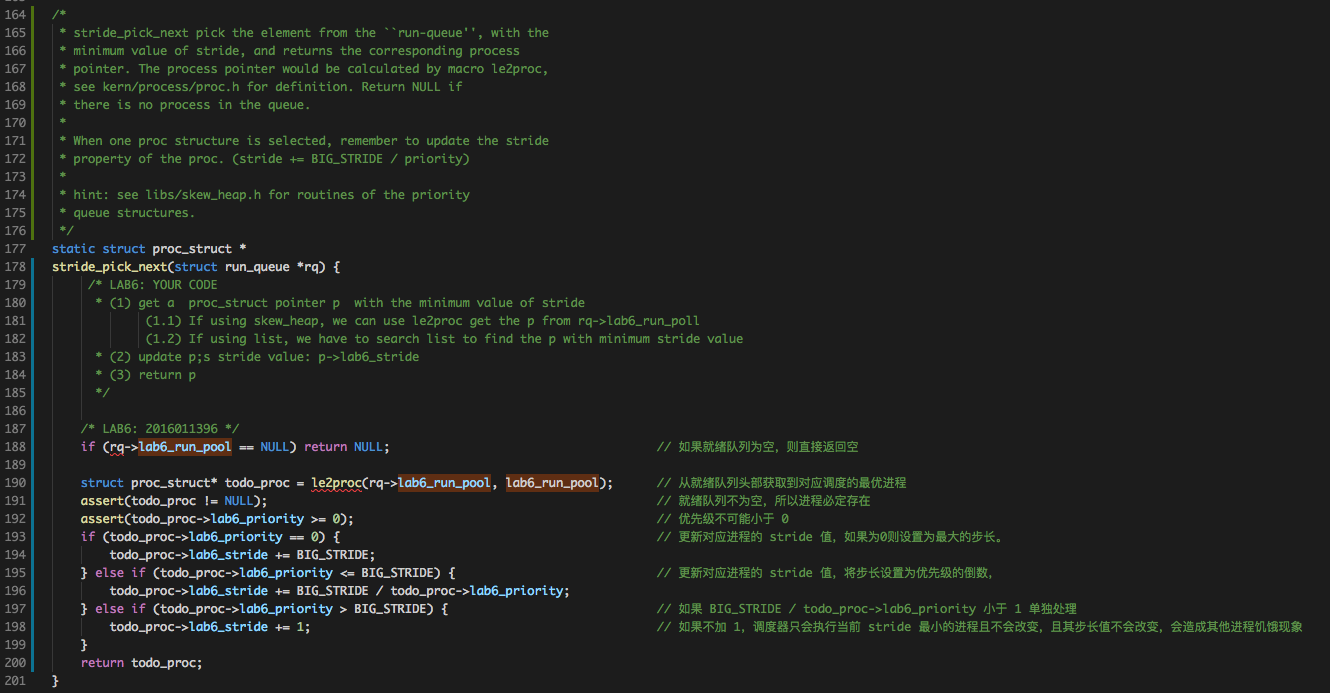 164 /*
165  * stride_pick_next pick the element from the ``run-queue'', with the
166  * minimum value of stride, and returns the corresponding process
167  * pointer. The process pointer would be calculated by macro le2proc,
168  * see kern/process/proc.h for definition. Return NULL if
169  * there is no process in the queue.
170  *
171  * When one proc structure is selected, remember to update the stride
172  * property of the proc. (stride += BIG_STRIDE / priority)
173  *
174  * hint: see libs/skew_heap.h for routines of the priority
175  * queue structures.
176  */
177 static struct proc_struct *
178 stride_pick_next(struct run_queue *rq) {
179      /* LAB6: YOUR CODE
180       * (1) get a  proc_struct pointer p  with the minimum value of stride
181              (1.1) If using skew_heap, we can use le2proc get the p from rq->lab6_run_poll
182              (1.2) If using list, we have to search list to find the p with minimum stride value
183       * (2) update p;s stride value: p->lab6_stride
184       * (3) return p
185       */
186
187     /* LAB6: 2016011396 */
188     if (rq->lab6_run_pool == NULL) return NULL; // 如果就绪队列为空，则直接返回空
189
190     struct proc_struct* todo_proc = le2proc(rq->lab6_run_pool, lab6_run_pool); // 从就绪队列头部获取到对应调度的最优进程
191     assert(todo_proc != NULL); // 就绪队列不为空，所以进程必定存在
192     assert(todo_proc->lab6_priority >= 0); // 优先级不可能小于 0
193     if (todo_proc->lab6_priority == 0) { // 更新对应进程的 stride 值，如果为0则设置为最大的步长。
194         todo_proc->lab6_stride += BIG_STRIDE;
195     } else if (todo_proc->lab6_priority <= BIG_STRIDE) { // 更新对应进程的 stride 值，将步长设置为优先级的倒数，
196         todo_proc->lab6_stride += BIG_STRIDE / todo_proc->lab6_priority;
197     } else if (todo_proc->lab6_priority > BIG_STRIDE) { // 如果 BIG_STRIDE / todo_proc->lab6_priority 小于 1 单独处理
198         todo_proc->lab6_stride += 1; // 如果不加 1，调度器只会执行当前 stride 最小的进程且不会改变，且其步长值不会改变，会造成其他进程饥饿现象
199     }
200     return todo_proc;
201 }